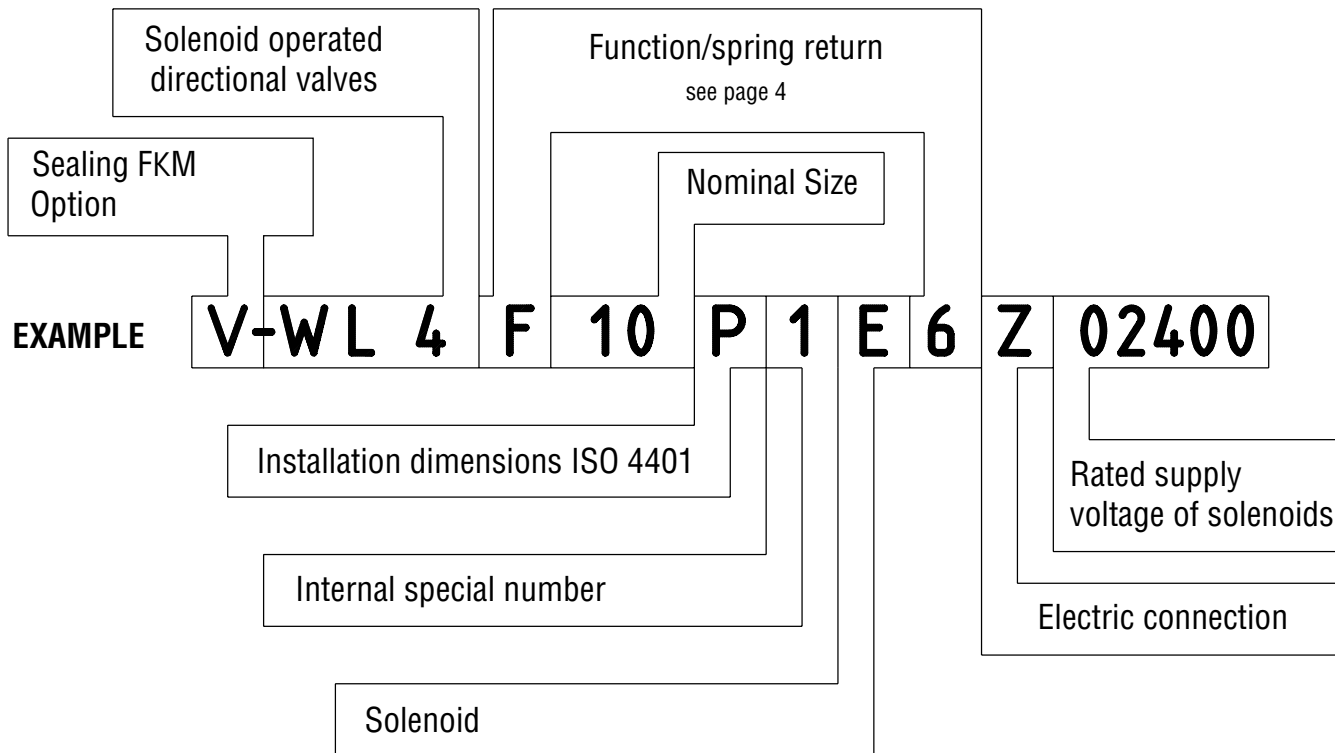 Solenoid operated
directional valves
Function/spring return
see page 4
Sealing FKM
Option
Nominal Size
EXAMPLE V-WL 4 F 10 P 1 E 6 Z 02400
Installation dimensions ISO 4401
Rated supply
voltage of solenoids
Internal special number
Electric connection
Solenoid